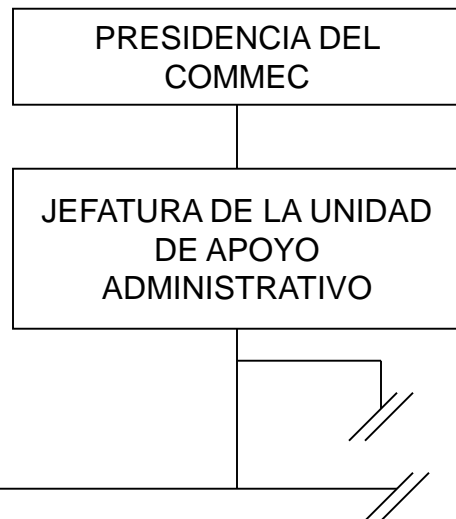 PRESIDENCIA DEL
COMMEC
JEFATURA DE LA UNIDAD
DE APOYO
ADMINISTRATIVO